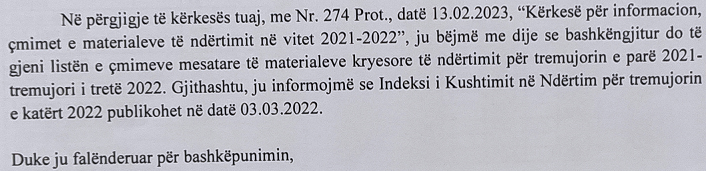 Në përgjigje të kërkesës tuaj, me Nr. 274 Prot., datë 13.02.2023, “Kërkesë për informacion,
çmimet e materialeve të ndërtimit në vitet 2021-2022”, ju bëjmë me dije se bashkëngjitur do të
gjeni listën e çmimeve mesatare të materialeve kryesore të ndërtimit për tremujorin e parë 2021-
tremujori i tretë 2022. Gjithashtu, ju informojmë se Indeksi i Kushtimit në Ndërtim për tremujorin
e katërt 2022 publikohet në datë 03.03.2022.
Duke ju falënderuar për bashkëpunimin,